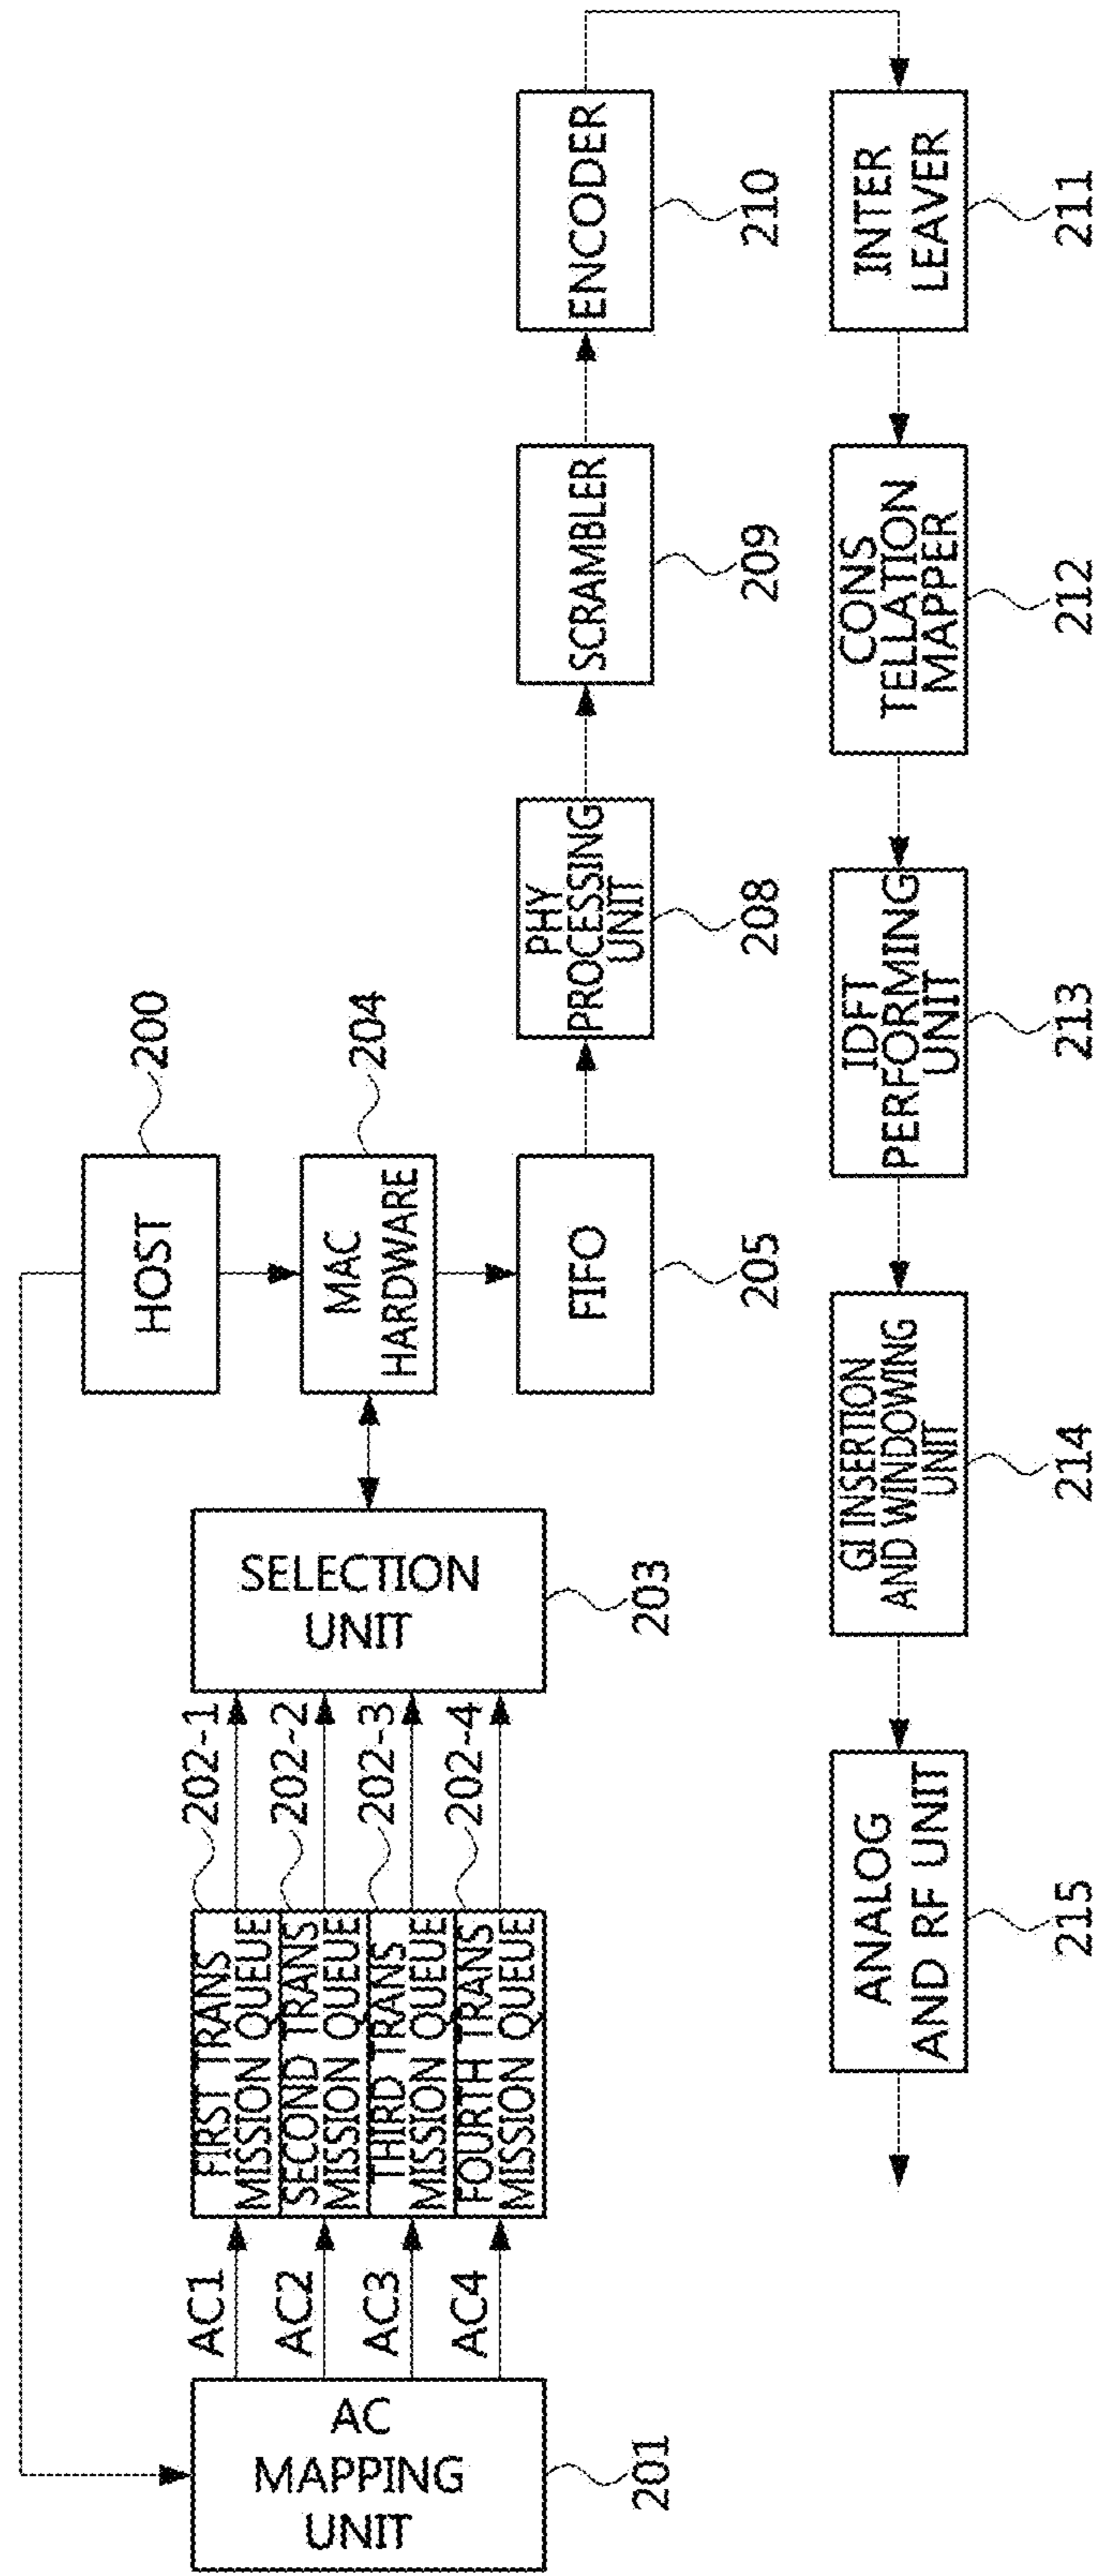 HOST
200
AC
MAPPING
UNIT
201
AC1
AC2
AC3
AC4
FIRST TRANS
MISSION QUEUE
SECOND TRANS
MISSION QUEUE
THIRD TRANS
MISSION QUEUE
FOURTH TRANS
MISSION QUEUE
202-1
202-2
202-3
202-4
SELECTION
UNIT
203
MAC
HARDWARE
204
FIFO
205
PHY
PROCESSING
UNIT
208
SCRAMBLER
209
ENCODER
210
INTER
LEAVER
211
CONS
TELLATION
MAPPER
212
IDFT
PERFORMING
UNIT
213
GI INSERTION
AND WINDOWING
UNIT
214
ANALOG
AND RF UNIT
215